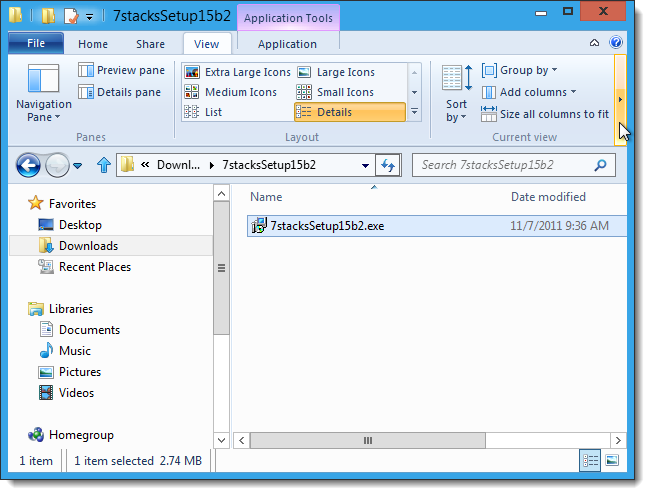 7stacksSetup15b2 Application Tools
File Home Share View Application
Preview pane
Details pane
Navigation
Pane
Panes
Extra Large Icons Large Icons
Medium Icons Small Icons
List Details
Layout
Sort
by
Group by
Add columns
Size all columns to fit
Current view
« Downl... 7stacksSetup15b2
Search 7stacksSetup15b2
Favorites
Desktop
Downloads
Recent Places
Libraries
Documents
Music
Pictures
Videos
Homegroup
Name Date modified
7stacksSetup15b2.exe 11/7/2011 9:36 AM
1 item 1 item selected 2.74 MB